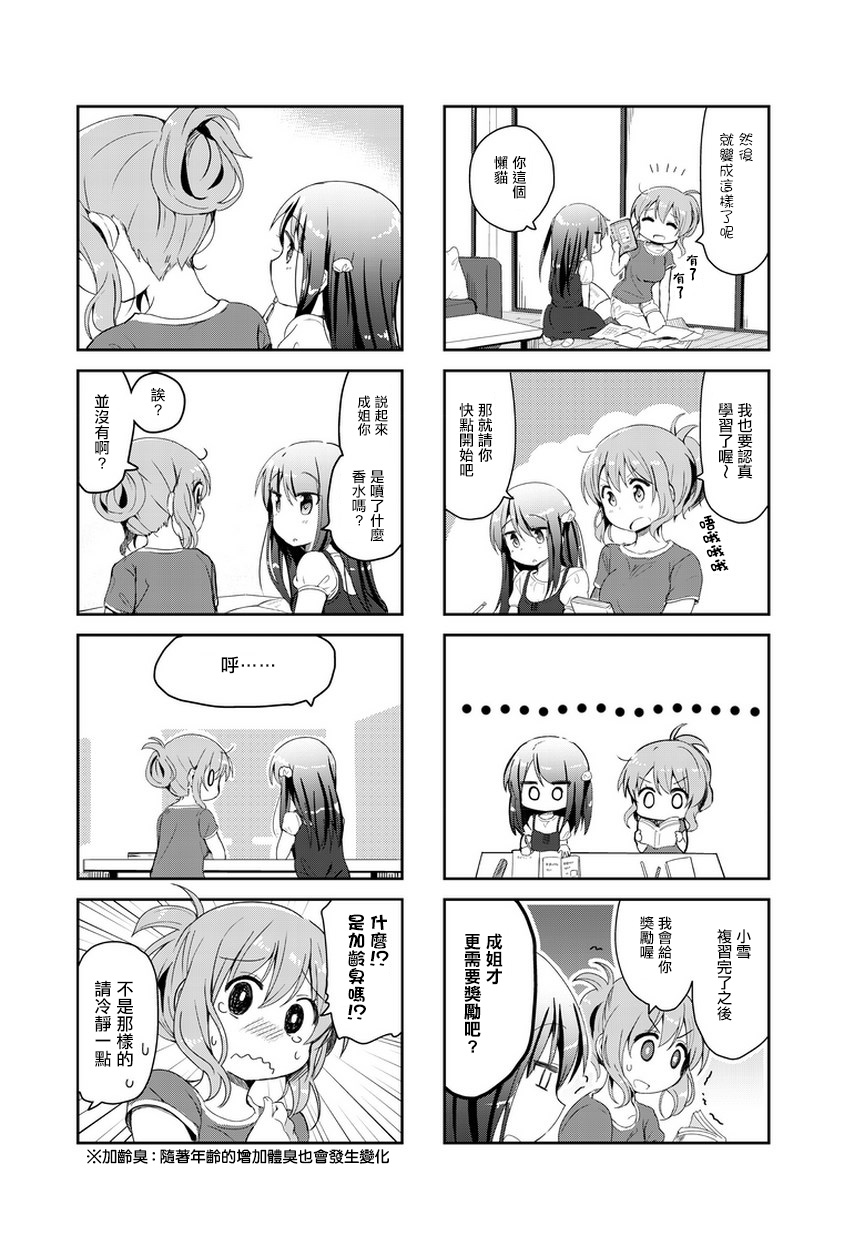 然後
就變成這樣了呢
有？
有？
你這個
懶貓
我也要認真
學習了喔～
唔哦哦哦
那就請你
快點開始吧
小雪
複習完了之後
我會給你
獎勵喔
成姐才
更需要獎勵吧？
説起來
成姐你
是噴了什麼
香水嗎？
誒？
並沒有啊？
呼……
什麼!?
是加齡臭嗎!?
不是那樣的
請冷靜一點
※加齡臭：隨著年齡的增加體臭也會發生變化